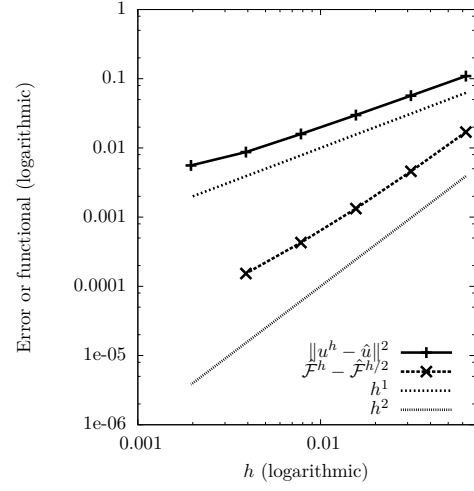 1
0.1
0.01
0.001
0.0001
1e-05
1e-06
Error or functional (logarithmic)
‖u^h − û‖^2
F̂^h − F̂^{h/2}
h^1
h^2
0.001
0.01
h (logarithmic)